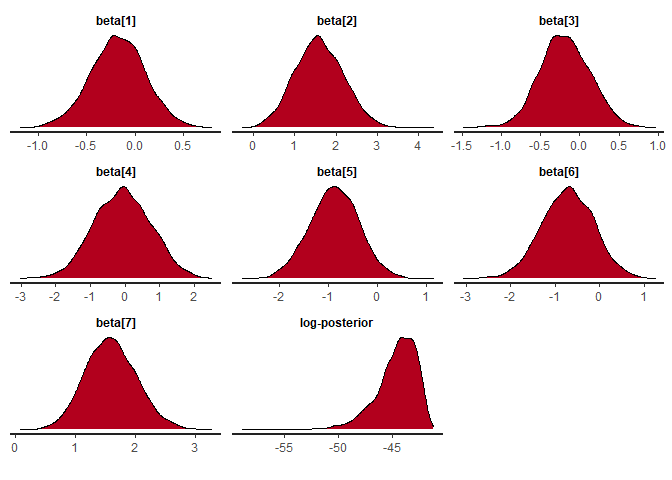 beta[1] beta[2] beta[3]
-1.0 -0.5 0.0 0.5 0 1 2 3 4 -1.5 -1.0 -0.5 0.0 0.5 1.0
beta[4] beta[5] beta[6]
-3 -2 -1 0 1 2 -2 -1 0 1 -3 -2 -1 0 1
beta[7] log-posterior
0 1 2 3 -55 -50 -45